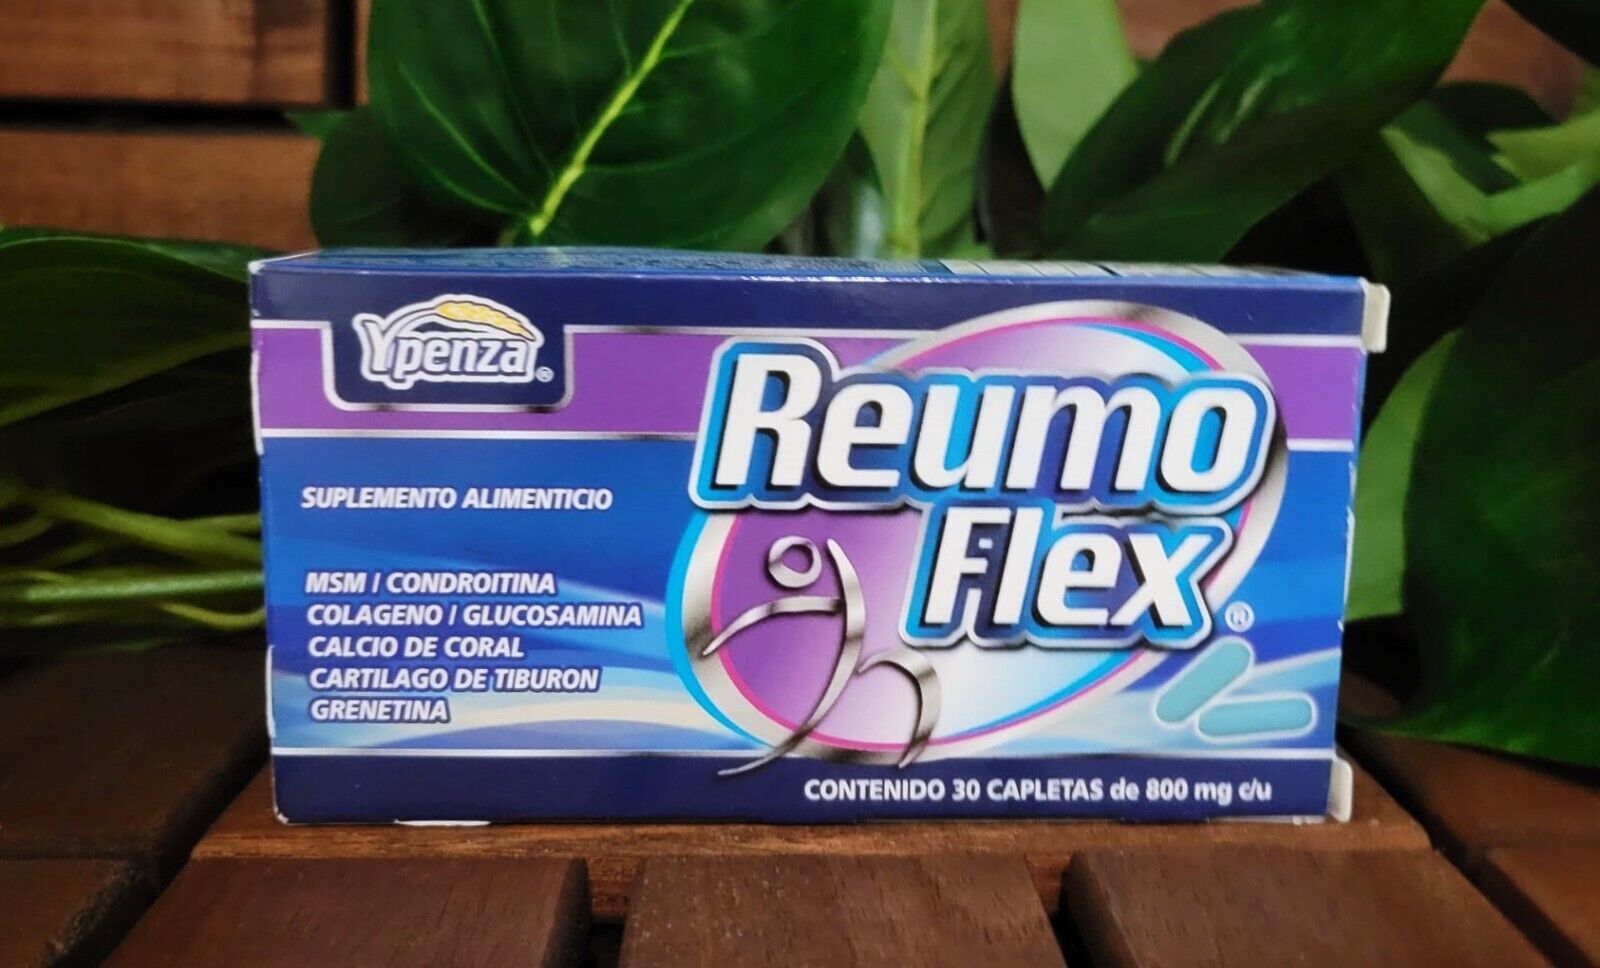 Ypenza®
Reumo
Flex®
SUPLEMENTO ALIMENTICIO
MSM / CONDROITINA
COLAGENO / GLUCOSAMINA
CALCIO DE CORAL
CARTILAGO DE TIBURON
GRENETINA
CONTENIDO 30 CAPLETAS de 800 mg c/u